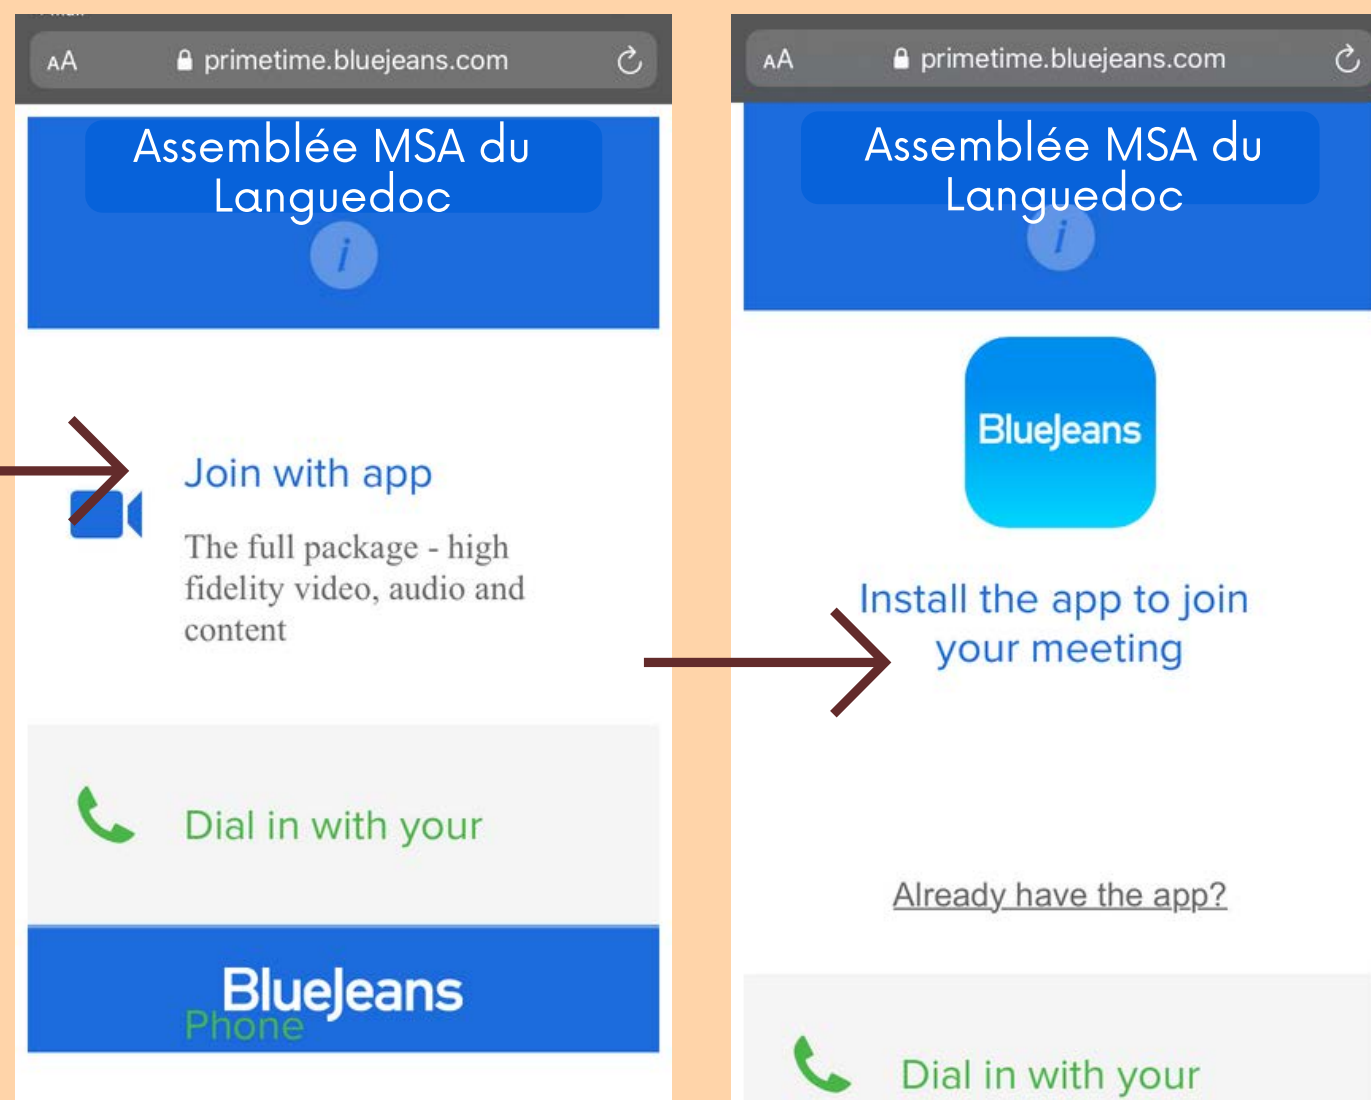 AA primetime.bluejeans.com
Assemblée MSA du
Languedoc
i
Join with app
The full package - high
fidelity video, audio and
content
Dial in with your
BlueJeans
Phone
AA primetime.bluejeans.com
Assemblée MSA du
Languedoc
i
BlueJeans
Install the app to join
your meeting
Already have the app?
Dial in with your